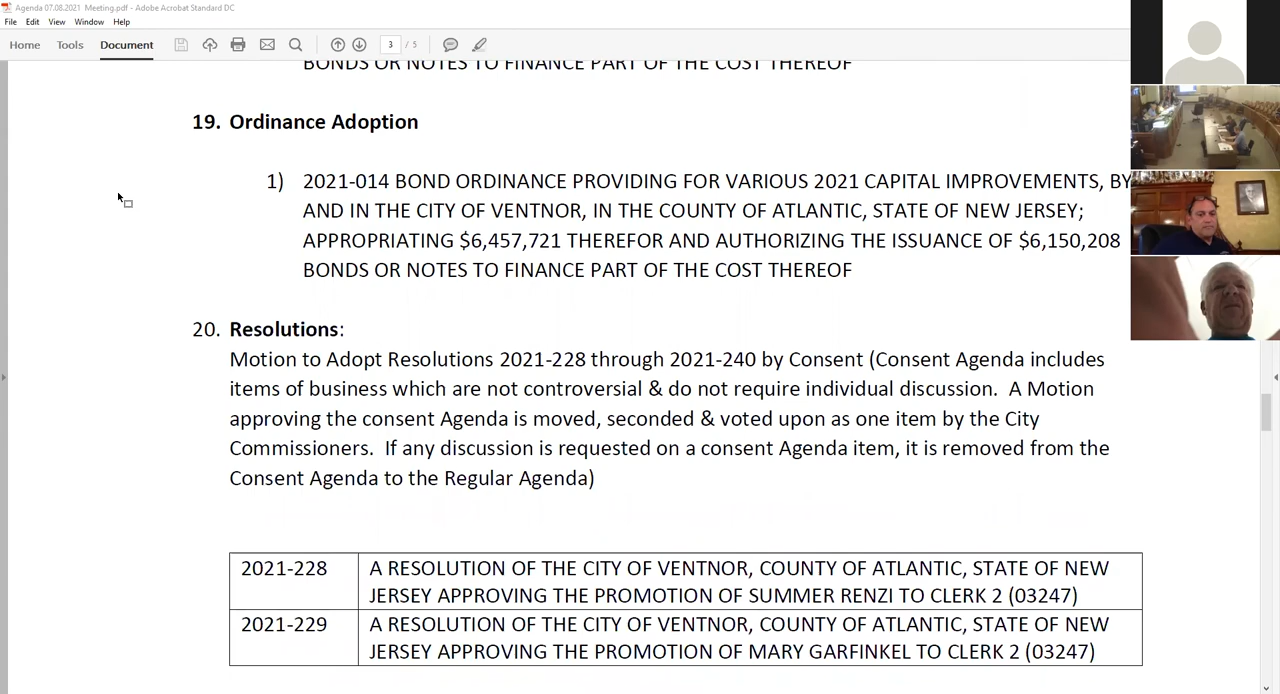 Agenda 07.08.2021 Meeting.pdf - Adobe Acrobat Standard DC
File Edit View Window Help
Home Tools Document 3 / 5
BONDS OR NOTES TO FINANCE PART OF THE COST THEREOF
19. Ordinance Adoption
1) 2021-014 BOND ORDINANCE PROVIDING FOR VARIOUS 2021 CAPITAL IMPROVEMENTS, BY
AND IN THE CITY OF VENTNOR, IN THE COUNTY OF ATLANTIC, STATE OF NEW JERSEY;
APPROPRIATING $6,457,721 THEREFOR AND AUTHORIZING THE ISSUANCE OF $6,150,208
BONDS OR NOTES TO FINANCE PART OF THE COST THEREOF
20. Resolutions:
Motion to Adopt Resolutions 2021-228 through 2021-240 by Consent (Consent Agenda includes
items of business which are not controversial & do not require individual discussion. A Motion
approving the consent Agenda is moved, seconded & voted upon as one item by the City
Commissioners. If any discussion is requested on a consent Agenda item, it is removed from the
Consent Agenda to the Regular Agenda)
2021-228 A RESOLUTION OF THE CITY OF VENTNOR, COUNTY OF ATLANTIC, STATE OF NEW
JERSEY APPROVING THE PROMOTION OF SUMMER RENZI TO CLERK 2 (03247)
2021-229 A RESOLUTION OF THE CITY OF VENTNOR, COUNTY OF ATLANTIC, STATE OF NEW
JERSEY APPROVING THE PROMOTION OF MARY GARFINKEL TO CLERK 2 (03247)